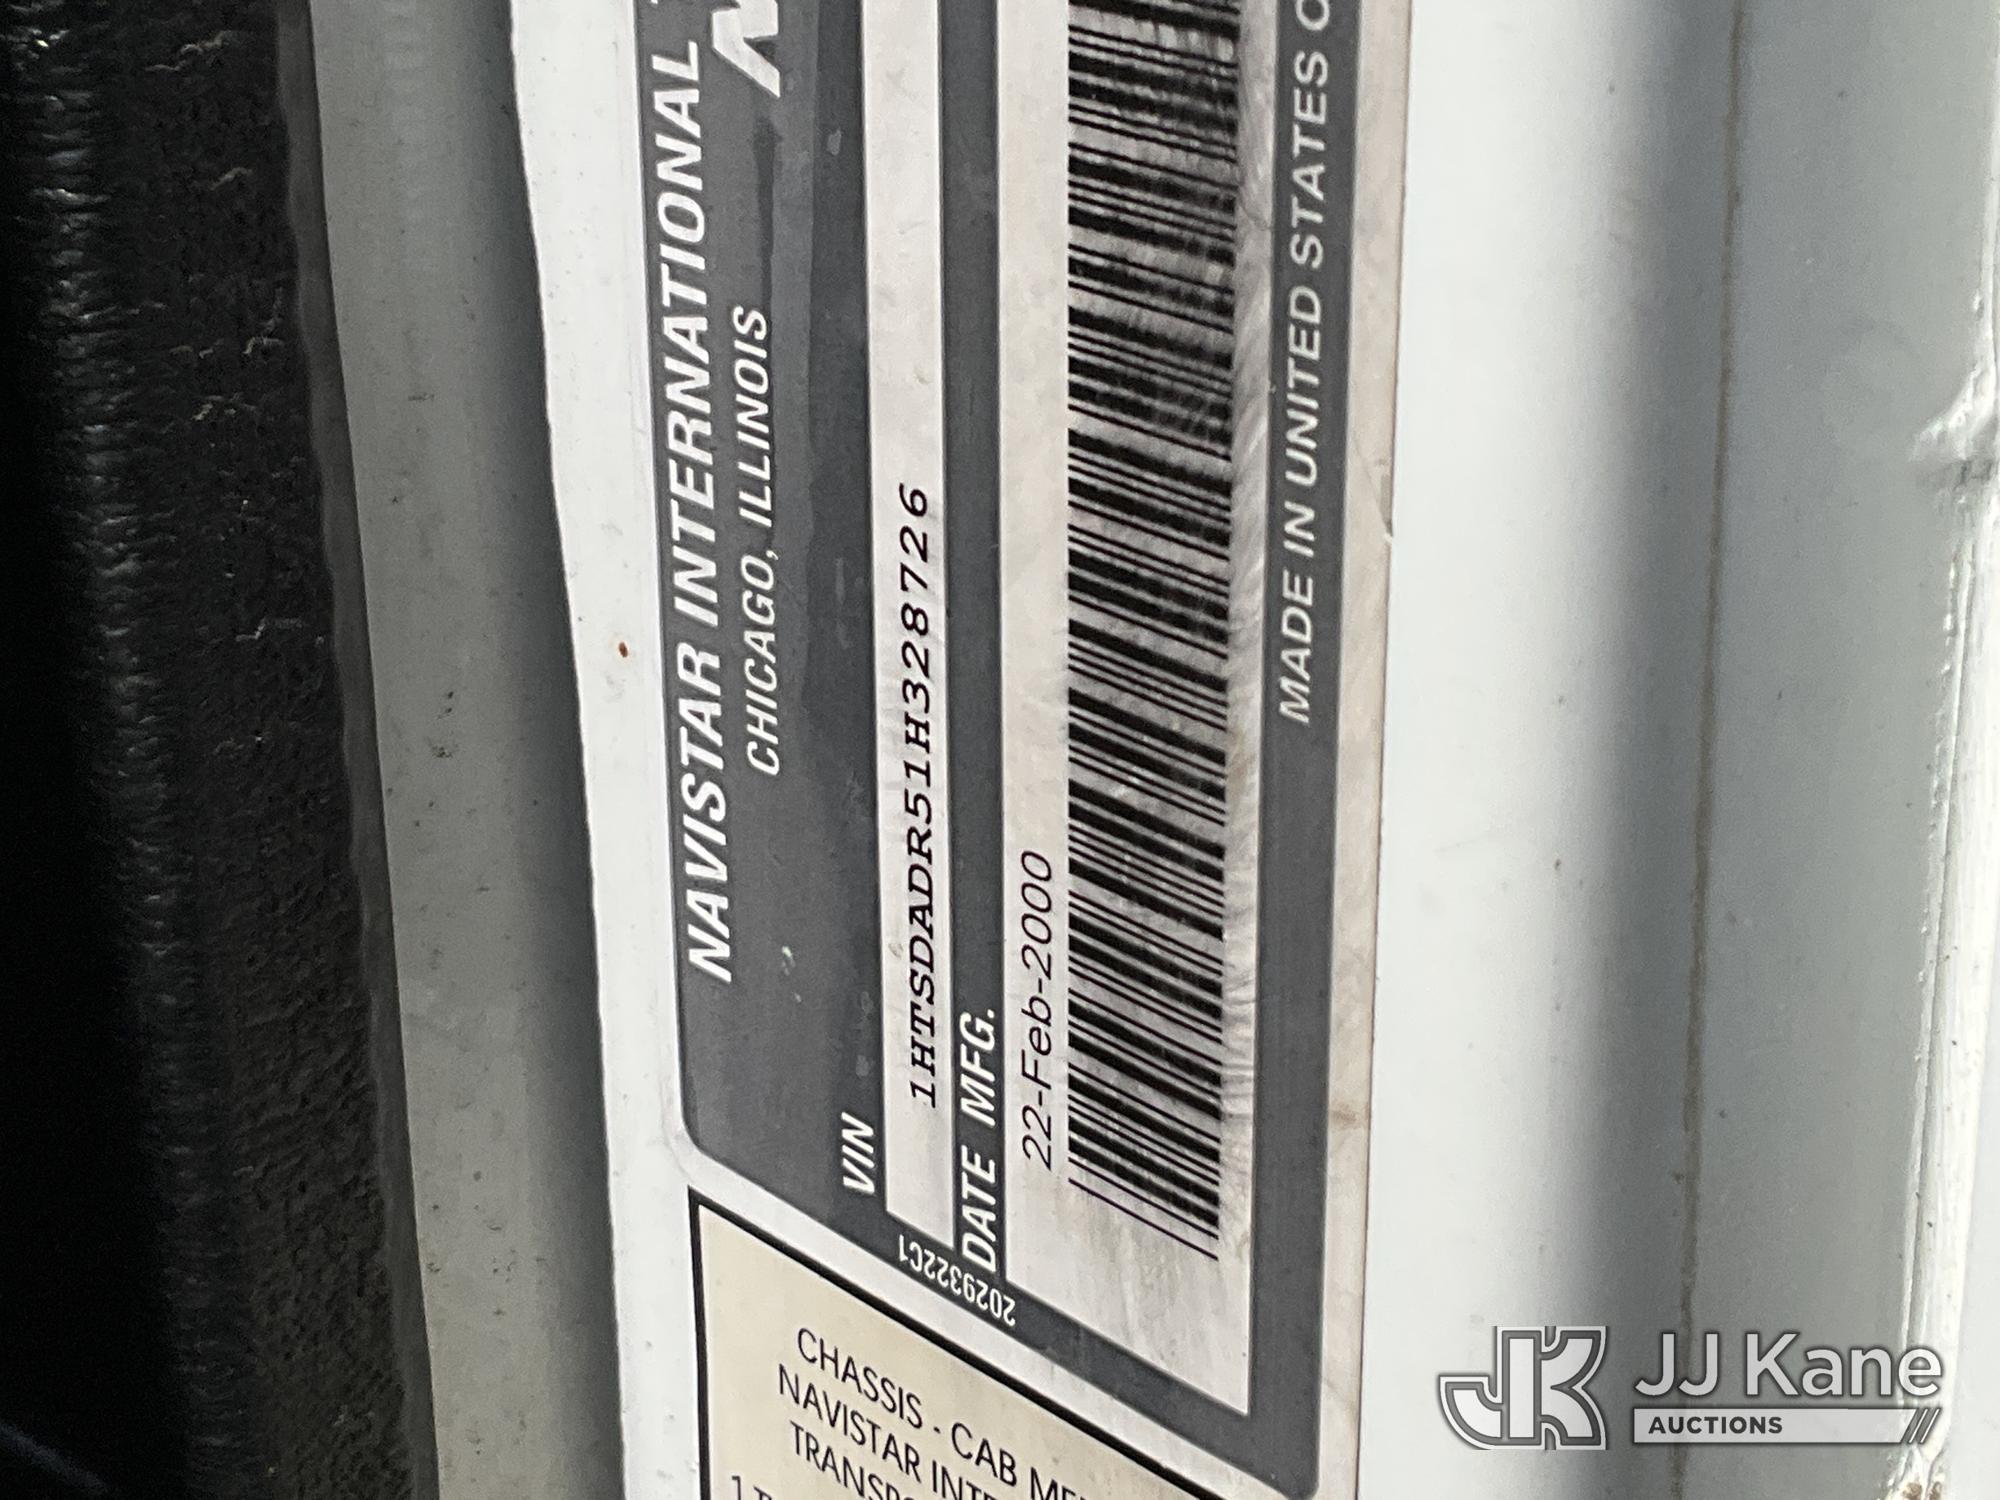 NAVISTAR INTERNATIONAL
CHICAGO, ILLINOIS
VIN
1HTSDADR51H328726
DATE MFG.
22-Feb-2000
MADE IN UNITED STATES
2029322C1
CHASSIS - CAB
NAVISTAR
JJ Kane
AUCTIONS